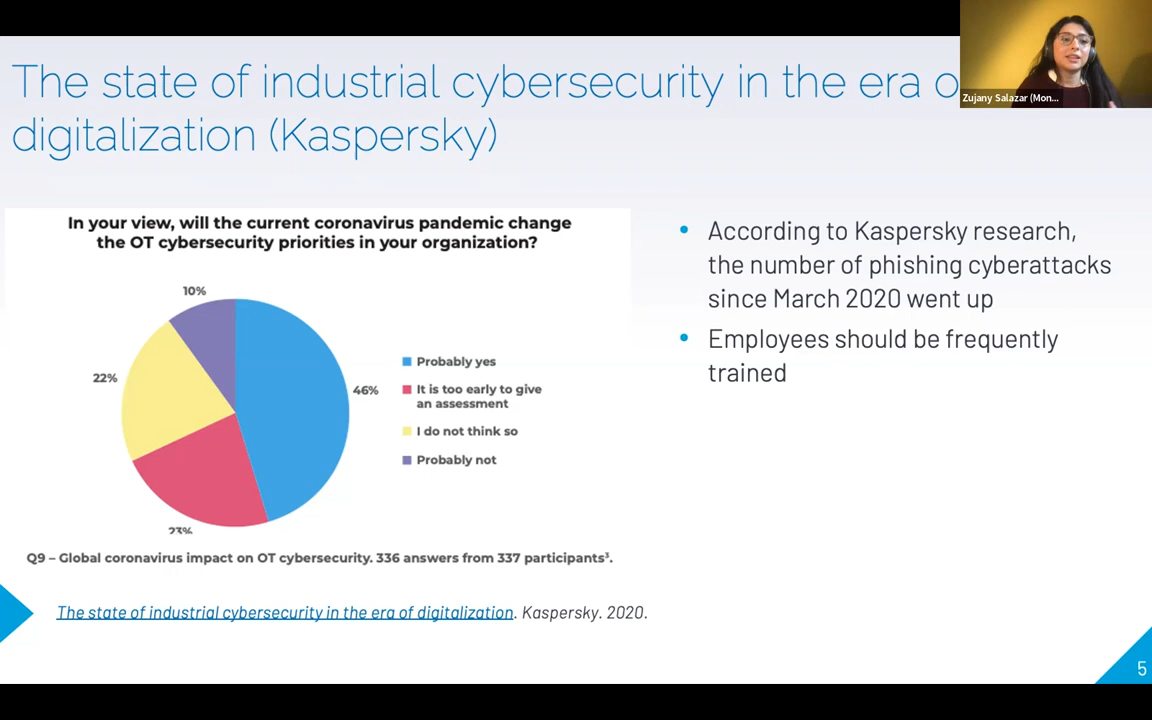 The state of industrial cybersecurity in the era o
digitalization (Kaspersky)
Zujany Salazar (Mon...
In your view, will the current coronavirus pandemic change
the OT cybersecurity priorities in your organization?
10%
22%
46%
23%
Probably yes
It is too early to give
an assessment
I do not think so
Probably not
Q9 – Global coronavirus impact on OT cybersecurity. 336 answers from 337 participants³.
• According to Kaspersky research,
the number of phishing cyberattacks
since March 2020 went up
• Employees should be frequently
trained
The state of industrial cybersecurity in the era of digitalization. Kaspersky. 2020.
5